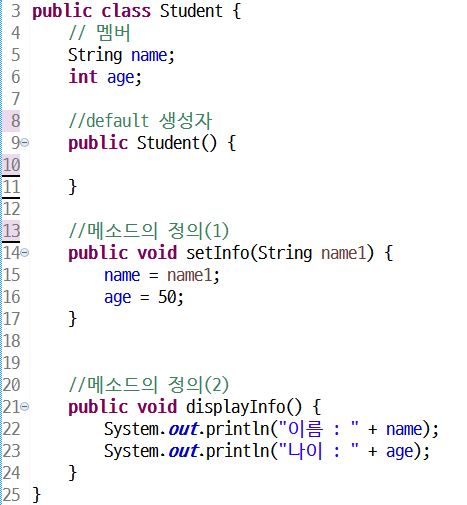 3 public class Student {
4     // 멤버
5     String name;
6     int age;
7
8     //default 생성자
9     public Student() {
10
11     }
12
13     //메소드의 정의(1)
14     public void setInfo(String name1) {
15         name = name1;
16         age = 50;
17     }
18
19
20     //메소드의 정의(2)
21     public void displayInfo() {
22         System.out.println("이름 : " + name);
23         System.out.println("나이 : " + age);
24     }
25 }